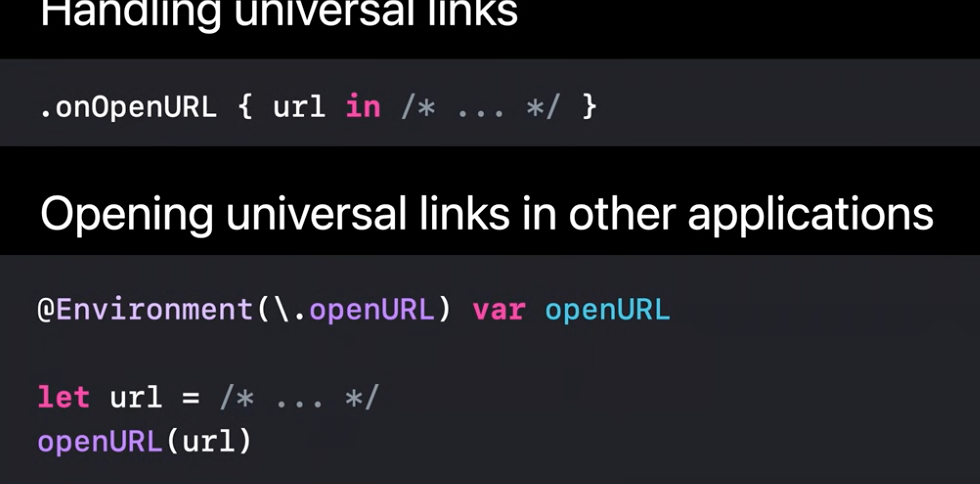 Handling universal links
.onOpenURL { url in /* ... */ }
Opening universal links in other applications
@Environment(\.openURL) var openURL
let url = /* ... */
openURL(url)